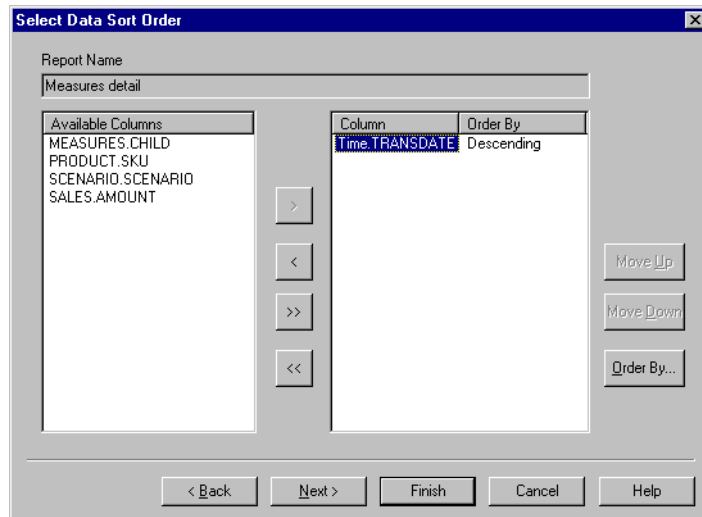 Select Data Sort Order
Report Name
Measures detail
Available Columns
MEASURES.CHILD
PRODUCT.SKU
SCENARIO.SCENARIO
SALES.AMOUNT
>
<
>>
<<
Column Order By
Time.TRANSDATE Descending
Move Up
Move Down
Order By...
< Back Next > Finish Cancel Help